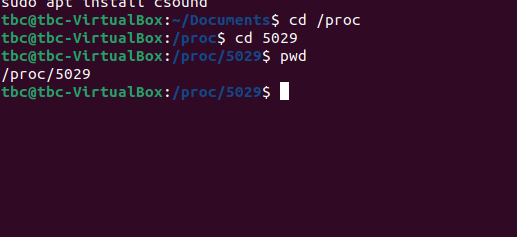 sudo apt install csound
tbc@tbc-VirtualBox:~/Documents$ cd /proc
tbc@tbc-VirtualBox:/proc$ cd 5029
tbc@tbc-VirtualBox:/proc/5029$ pwd
/proc/5029
tbc@tbc-VirtualBox:/proc/5029$